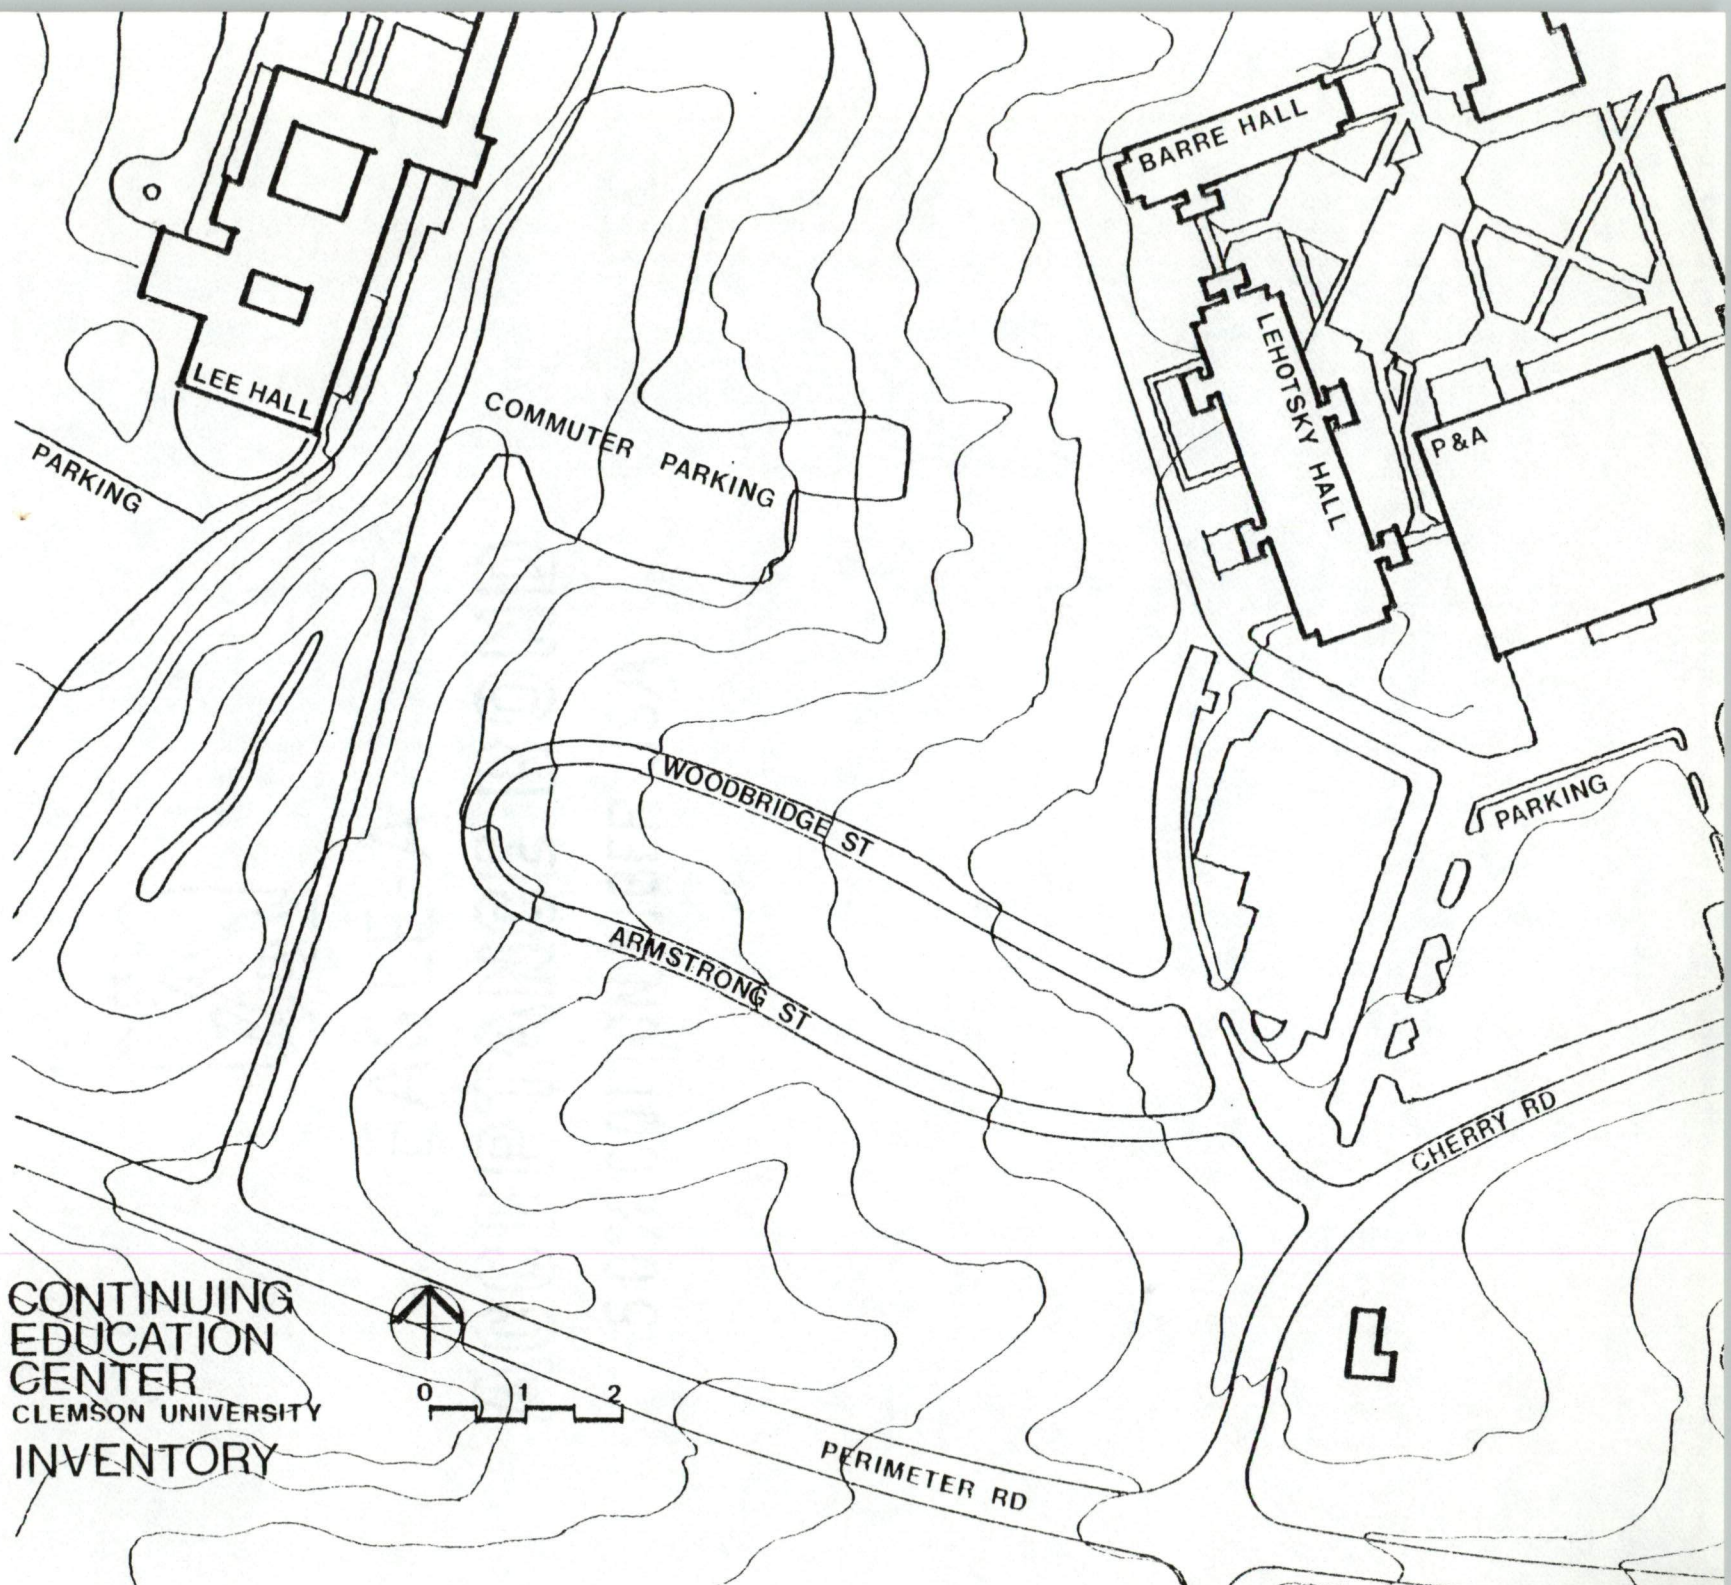 BARRE HALL
LEHOTSKY HALL
LEE HALL
COMMUTER PARKING
P&A
PARKING
WOODBRIDGE ST
PARKING
ARMSTRONG ST
CHERRY RD
CONTINUING
EDUCATION
CENTER
CLEMSON UNIVERSITY
INVENTORY
0 1 2
PERIMETER RD